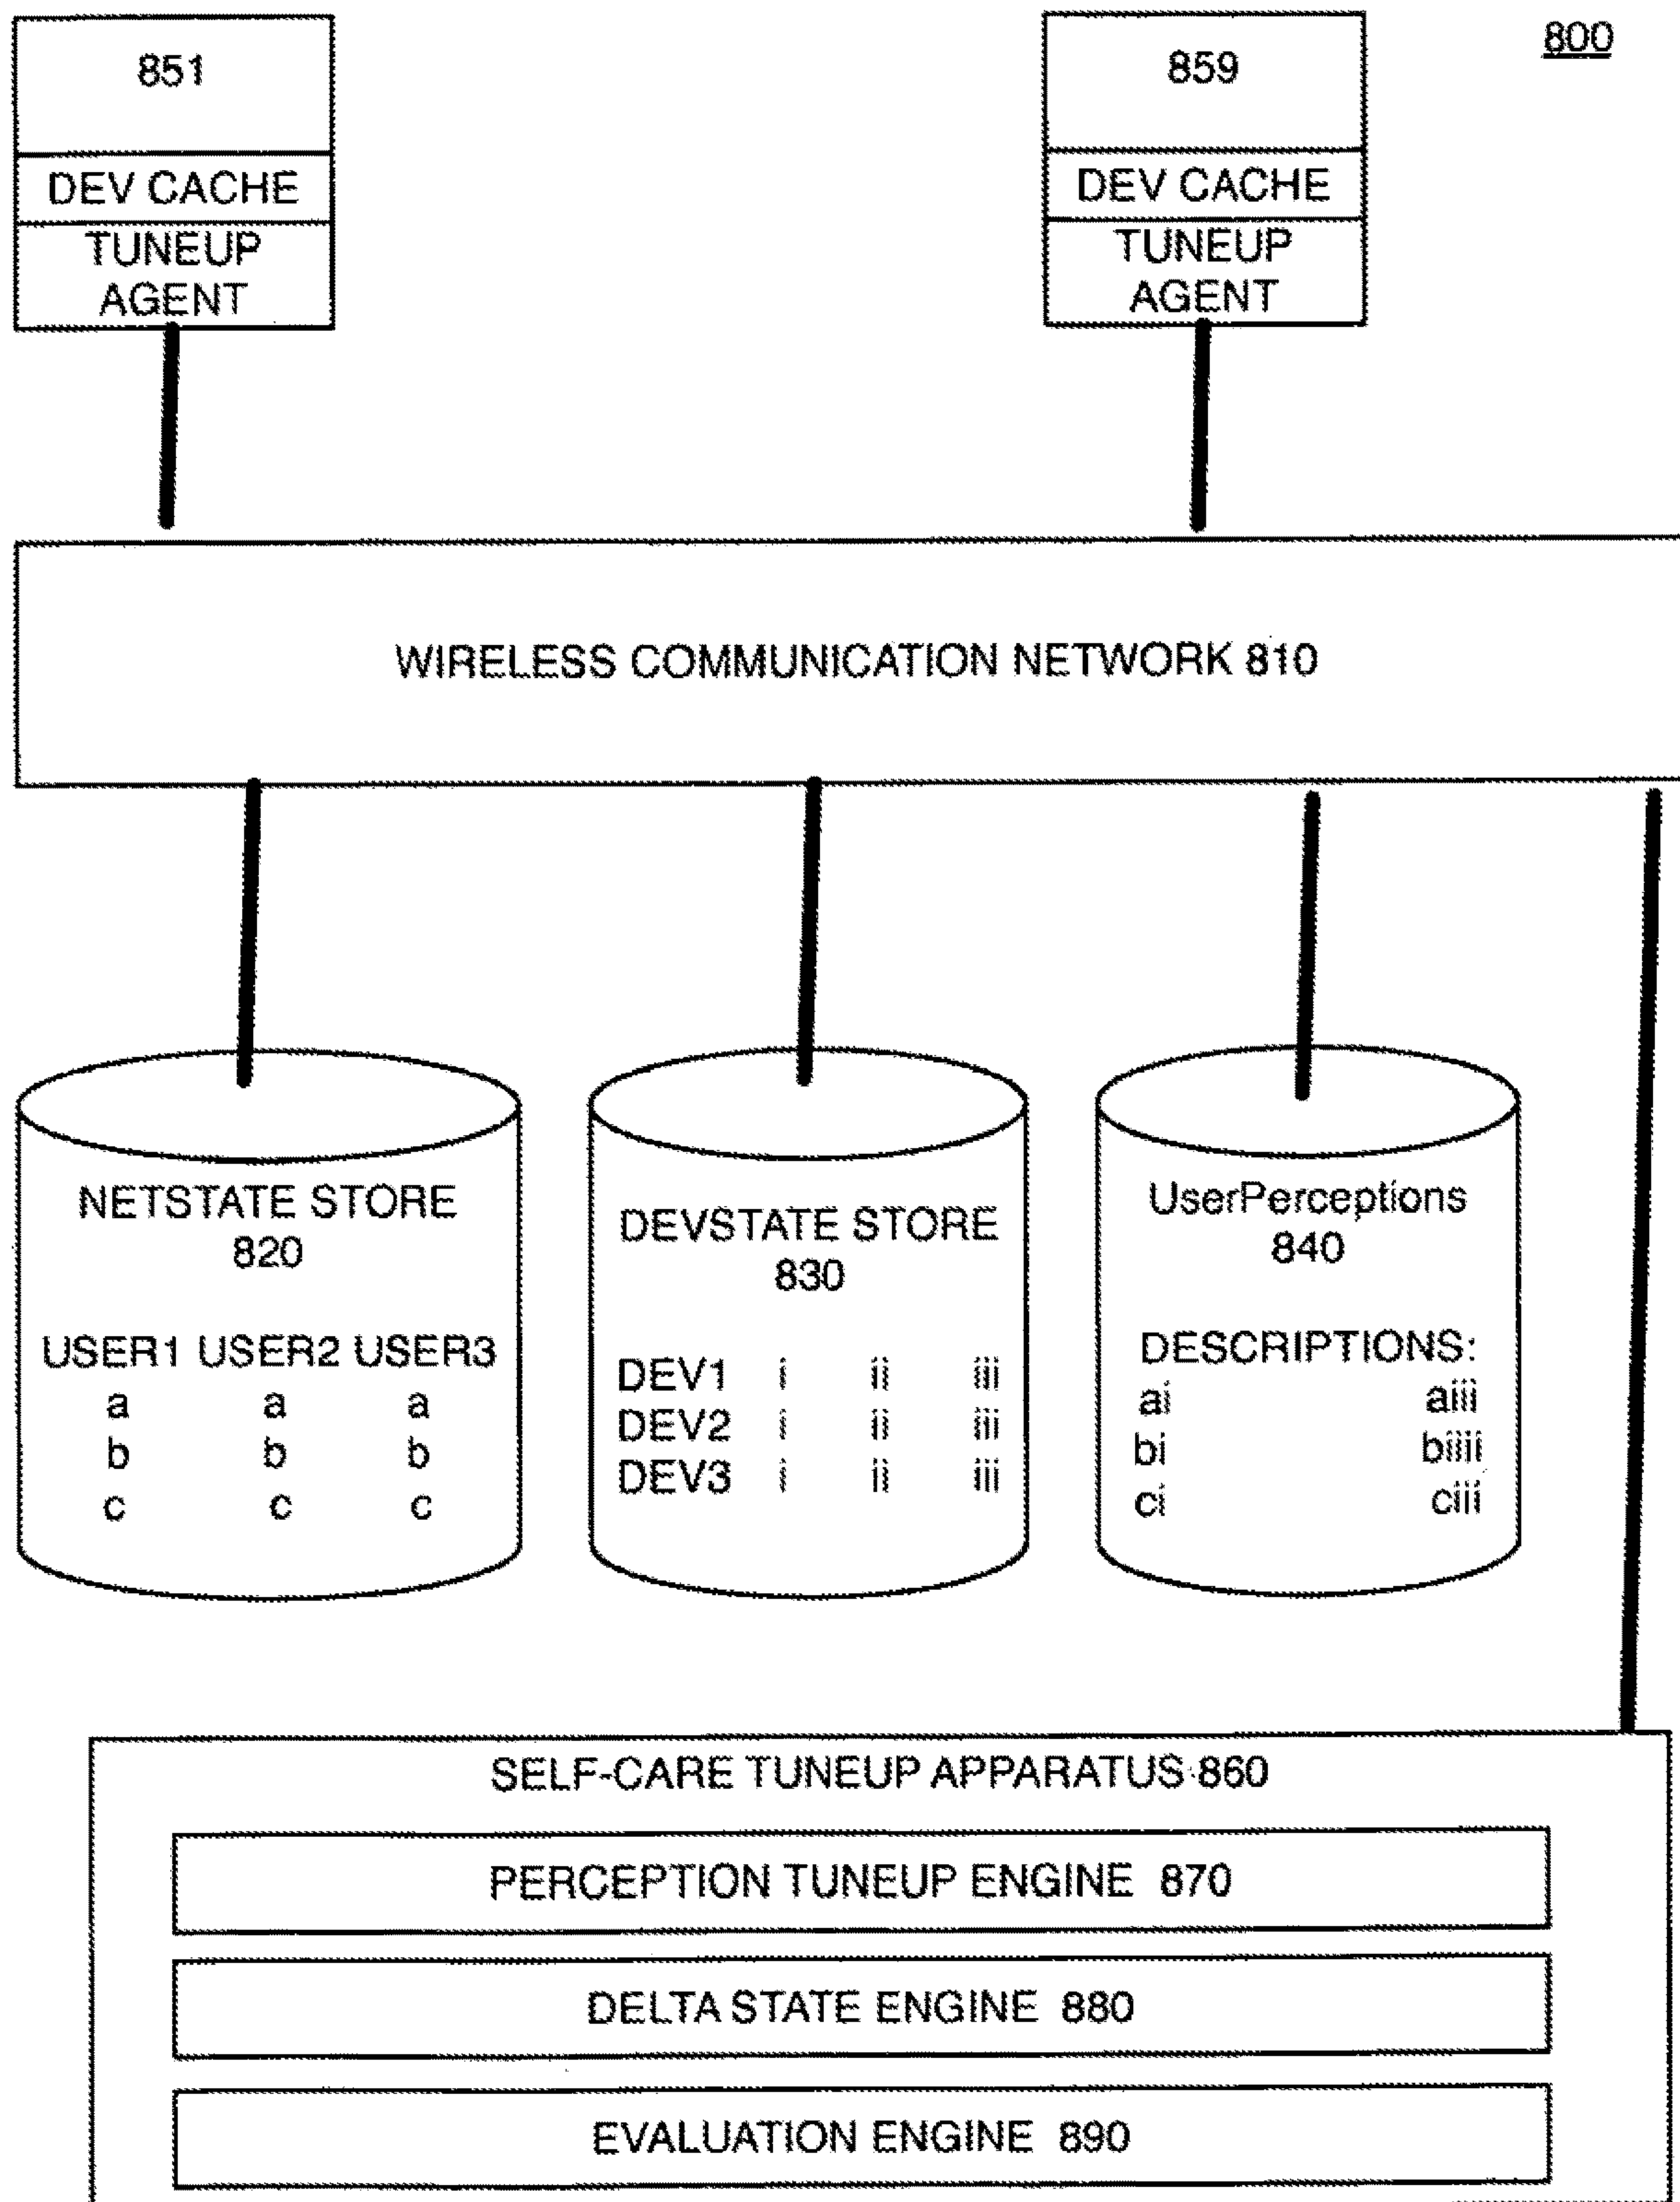 800
851
DEV CACHE
TUNEUP
AGENT
859
DEV CACHE
TUNEUP
AGENT
WIRELESS COMMUNICATION NETWORK 810
NETSTATE STORE
820
USER1 USER2 USER3
a a a
b b b
c c c
DEVSTATE STORE
830
DEV1 i ii iii
DEV2 i ii iii
DEV3 i ii iii
UserPerceptions
840
DESCRIPTIONS:
ai aiii
bi biiii
ci ciii
SELF-CARE TUNEUP APPARATUS 860
PERCEPTION TUNEUP ENGINE 870
DELTA STATE ENGINE 880
EVALUATION ENGINE 890